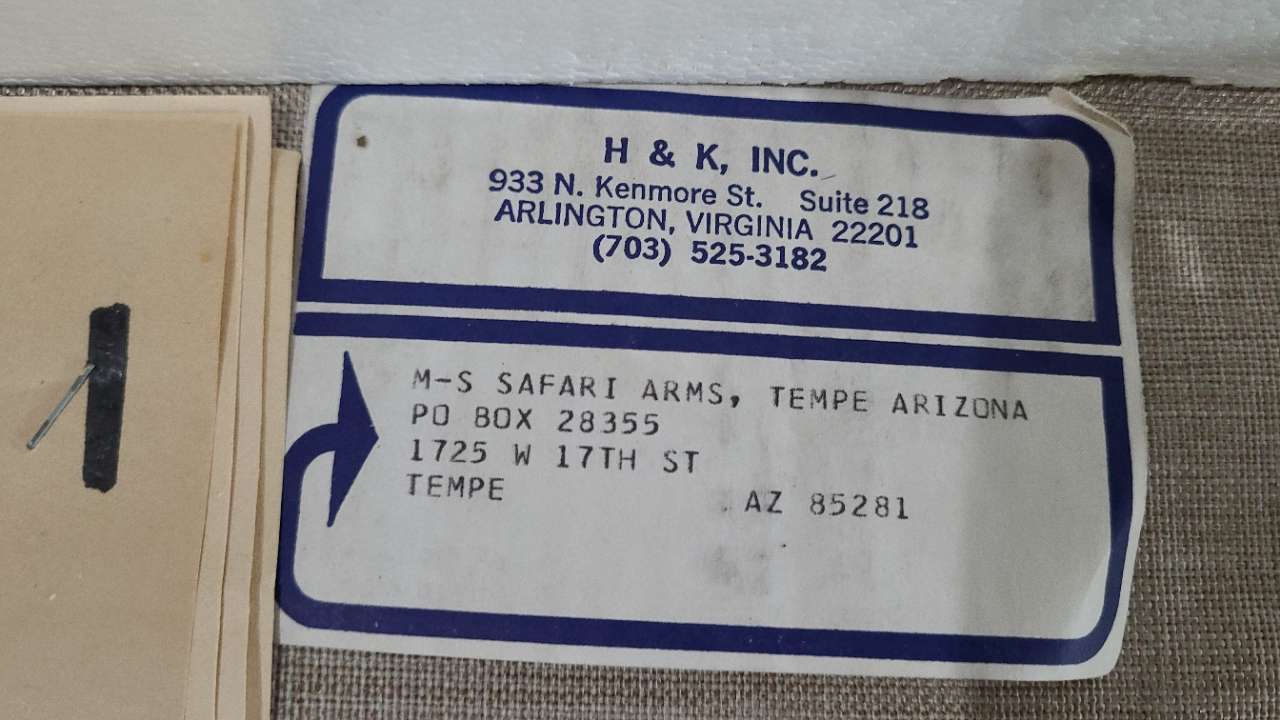 H & K, INC.
933 N. Kenmore St. Suite 218
ARLINGTON, VIRGINIA 22201
(703) 525-3182
M-S SAFARI ARMS, TEMPE ARIZONA
PO BOX 28355
1725 W 17TH ST
TEMPE AZ 85281